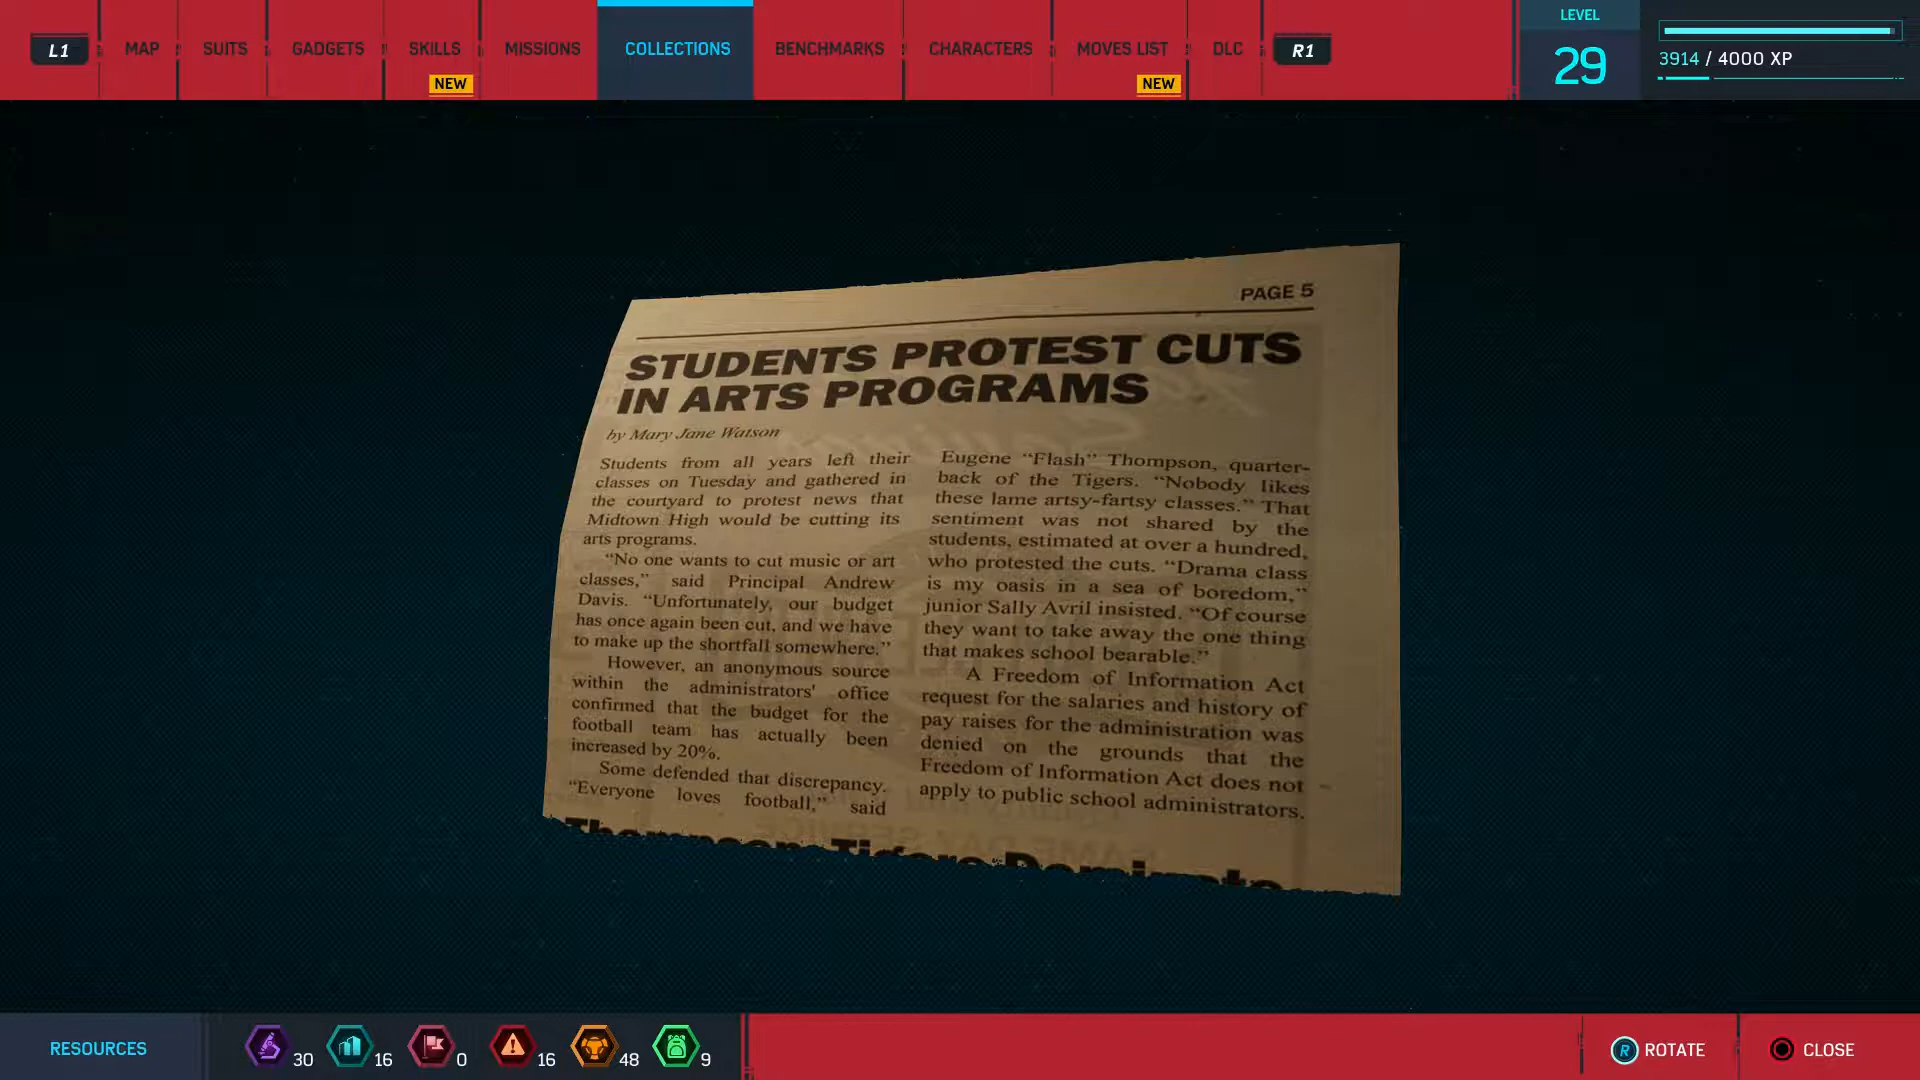 L1
MAP
SUITS
GADGETS
SKILLS
NEW
MISSIONS
COLLECTIONS
BENCHMARKS
CHARACTERS
MOVES LIST
NEW
DLC
R1
LEVEL
29
3914 / 4000 XP
PAGE 5
STUDENTS PROTEST CUTS
IN ARTS PROGRAMS
by Mary Jane Watson
Students from all years left their
classes on Tuesday and gathered in
the courtyard to protest news that
Midtown High would be cutting its
arts programs.
“No one wants to cut music or art
classes,” said Principal Andrew
Davis. “Unfortunately, our budget
has once again been cut, and we have
to make up the shortfall somewhere.”
However, an anonymous source
within the administrators' office
confirmed that the budget for the
football team has actually been
increased by 20%.
Some defended that discrepancy.
“Everyone loves football,” said
Eugene “Flash” Thompson, quarter-
back of the Tigers. “Nobody likes
these lame artsy-fartsy classes.” That
sentiment was not shared by the
students, estimated at over a hundred,
who protested the cuts. “Drama class
is my oasis in a sea of boredom,”
junior Sally Avril insisted. “Of course
they want to take away the one thing
that makes school bearable.”
A Freedom of Information Act
request for the salaries and history of
pay raises for the administration was
denied on the grounds that the
Freedom of Information Act does not
apply to public school administrators.
Thompson, Tigers Dominate
RESOURCES
30
16
0
16
48
9
R ROTATE
CLOSE